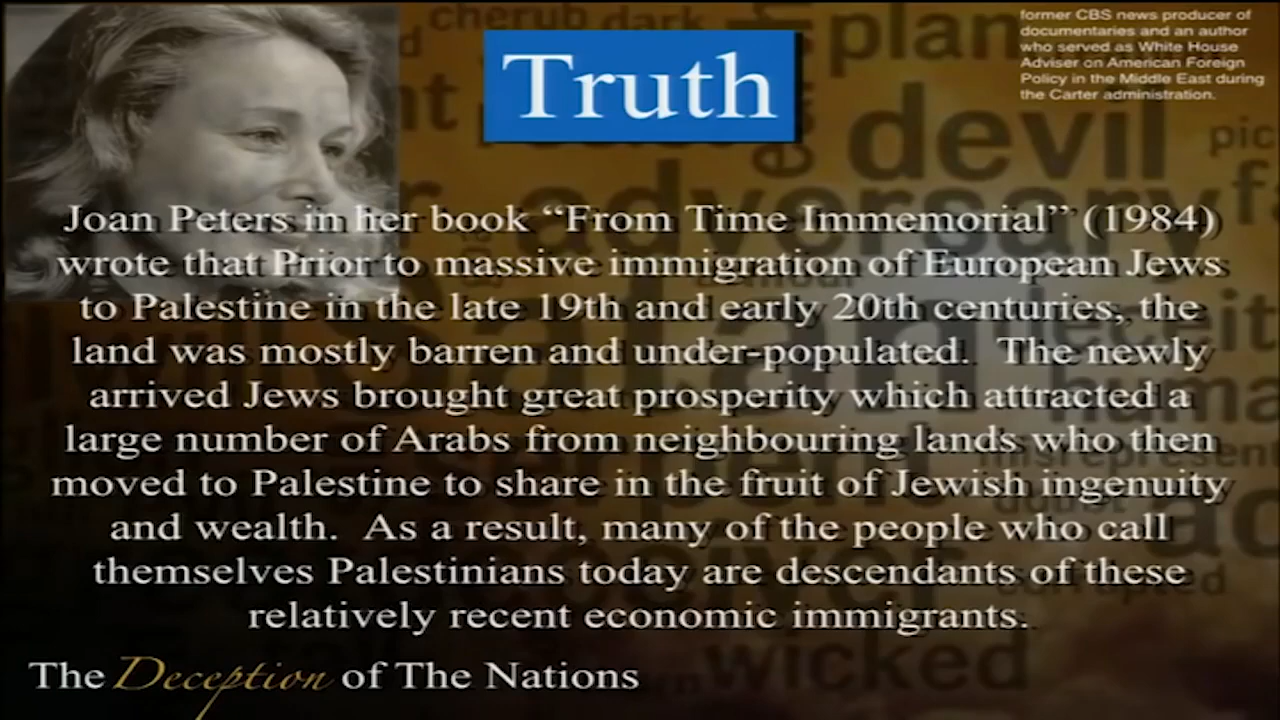 former CBS news producer of
documentaries and an author
who served as White House
Adviser on American Foreign
Policy in the Middle East during
the Carter administration.
Truth
Joan Peters in her book “From Time Immemorial” (1984)
wrote that Prior to massive immigration of European Jews
to Palestine in the late 19th and early 20th centuries, the
land was mostly barren and under-populated. The newly
arrived Jews brought great prosperity which attracted a
large number of Arabs from neighbouring lands who then
moved to Palestine to share in the fruit of Jewish ingenuity
and wealth. As a result, many of the people who call
themselves Palestinians today are descendants of these
relatively recent economic immigrants.
The Deception of The Nations
cherub dark
plan
devil
adversary
wicked